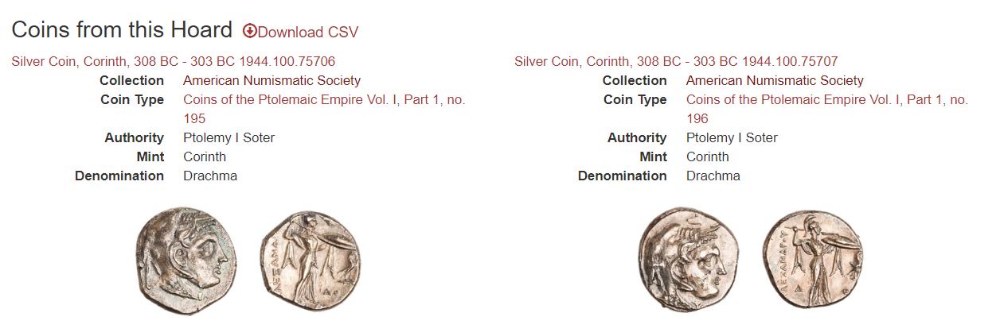 Coins from this Hoard Download CSV
Silver Coin, Corinth, 308 BC - 303 BC 1944.100.75706
Collection American Numismatic Society
Coin Type Coins of the Ptolemaic Empire Vol. I, Part 1, no.
195
Authority Ptolemy I Soter
Mint Corinth
Denomination Drachma
Silver Coin, Corinth, 308 BC - 303 BC 1944.100.75707
Collection American Numismatic Society
Coin Type Coins of the Ptolemaic Empire Vol. I, Part 1, no.
196
Authority Ptolemy I Soter
Mint Corinth
Denomination Drachma